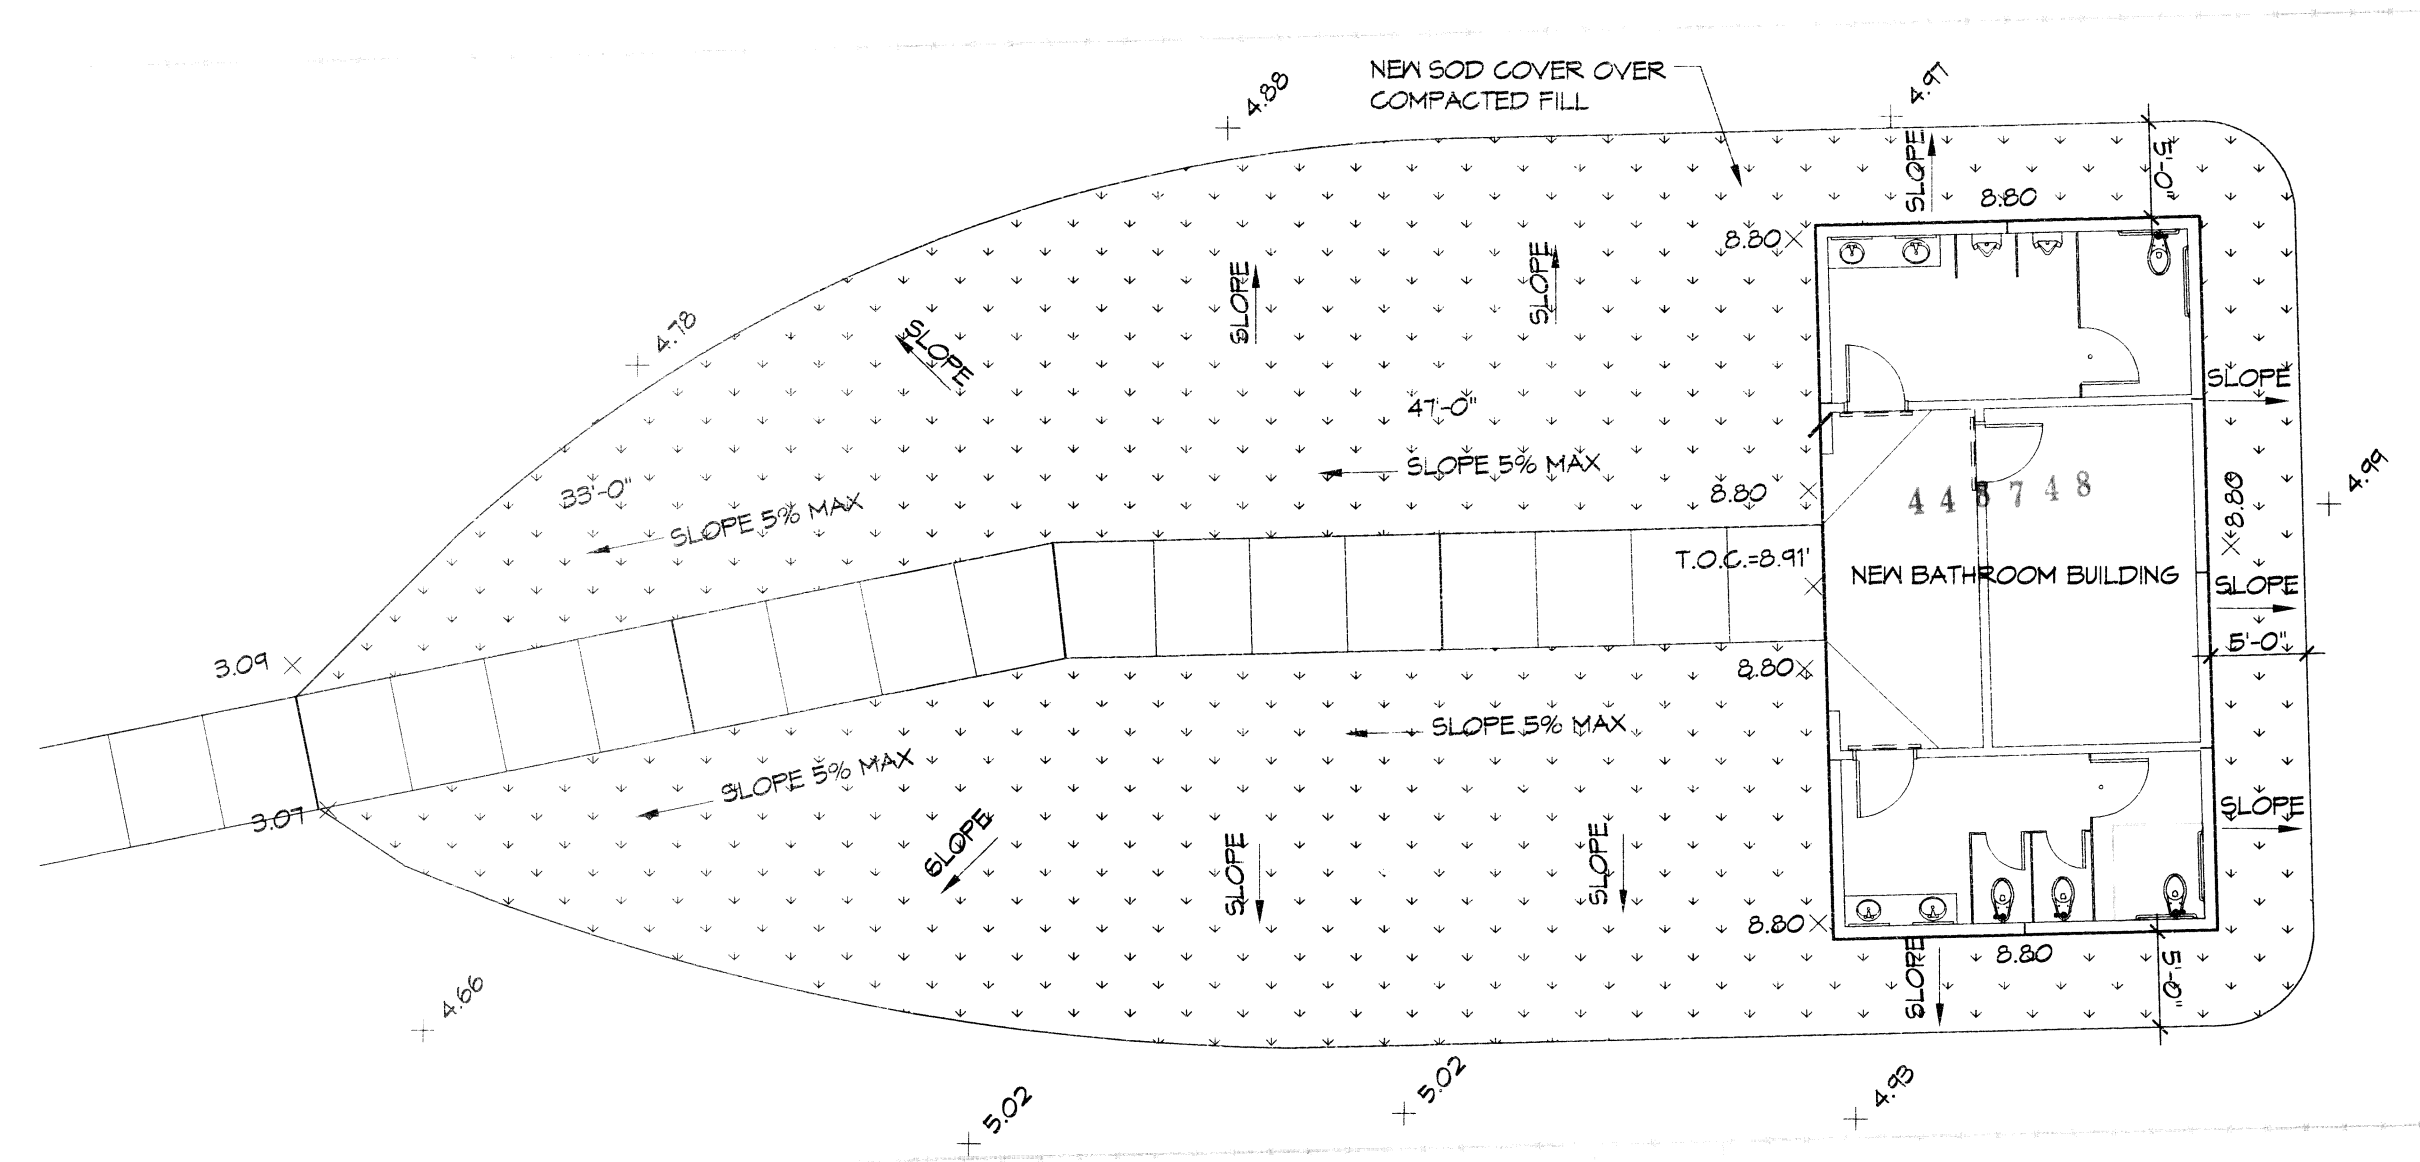 NEW SOD COVER OVER
COMPACTED FILL
4.88
4.97
SLOPE
5'-0"
8.80
8.80
4.78
SLOPE
SLOPE
SLOPE
SLOPE
47'-0"
33'-0"
SLOPE 5% MAX
SLOPE 5% MAX
8.80
448748
8.80
4.99
T.O.C.=8.91'
NEW BATHROOM BUILDING
SLOPE
5'-0"
3.09
8.80
SLOPE 5% MAX
SLOPE 5% MAX
3.07
SLOPE
SLOPE
SLOPE
SLOPE
8.80
8.80
SLOPE
5'-0"
4.66
5.02
5.02
4.93